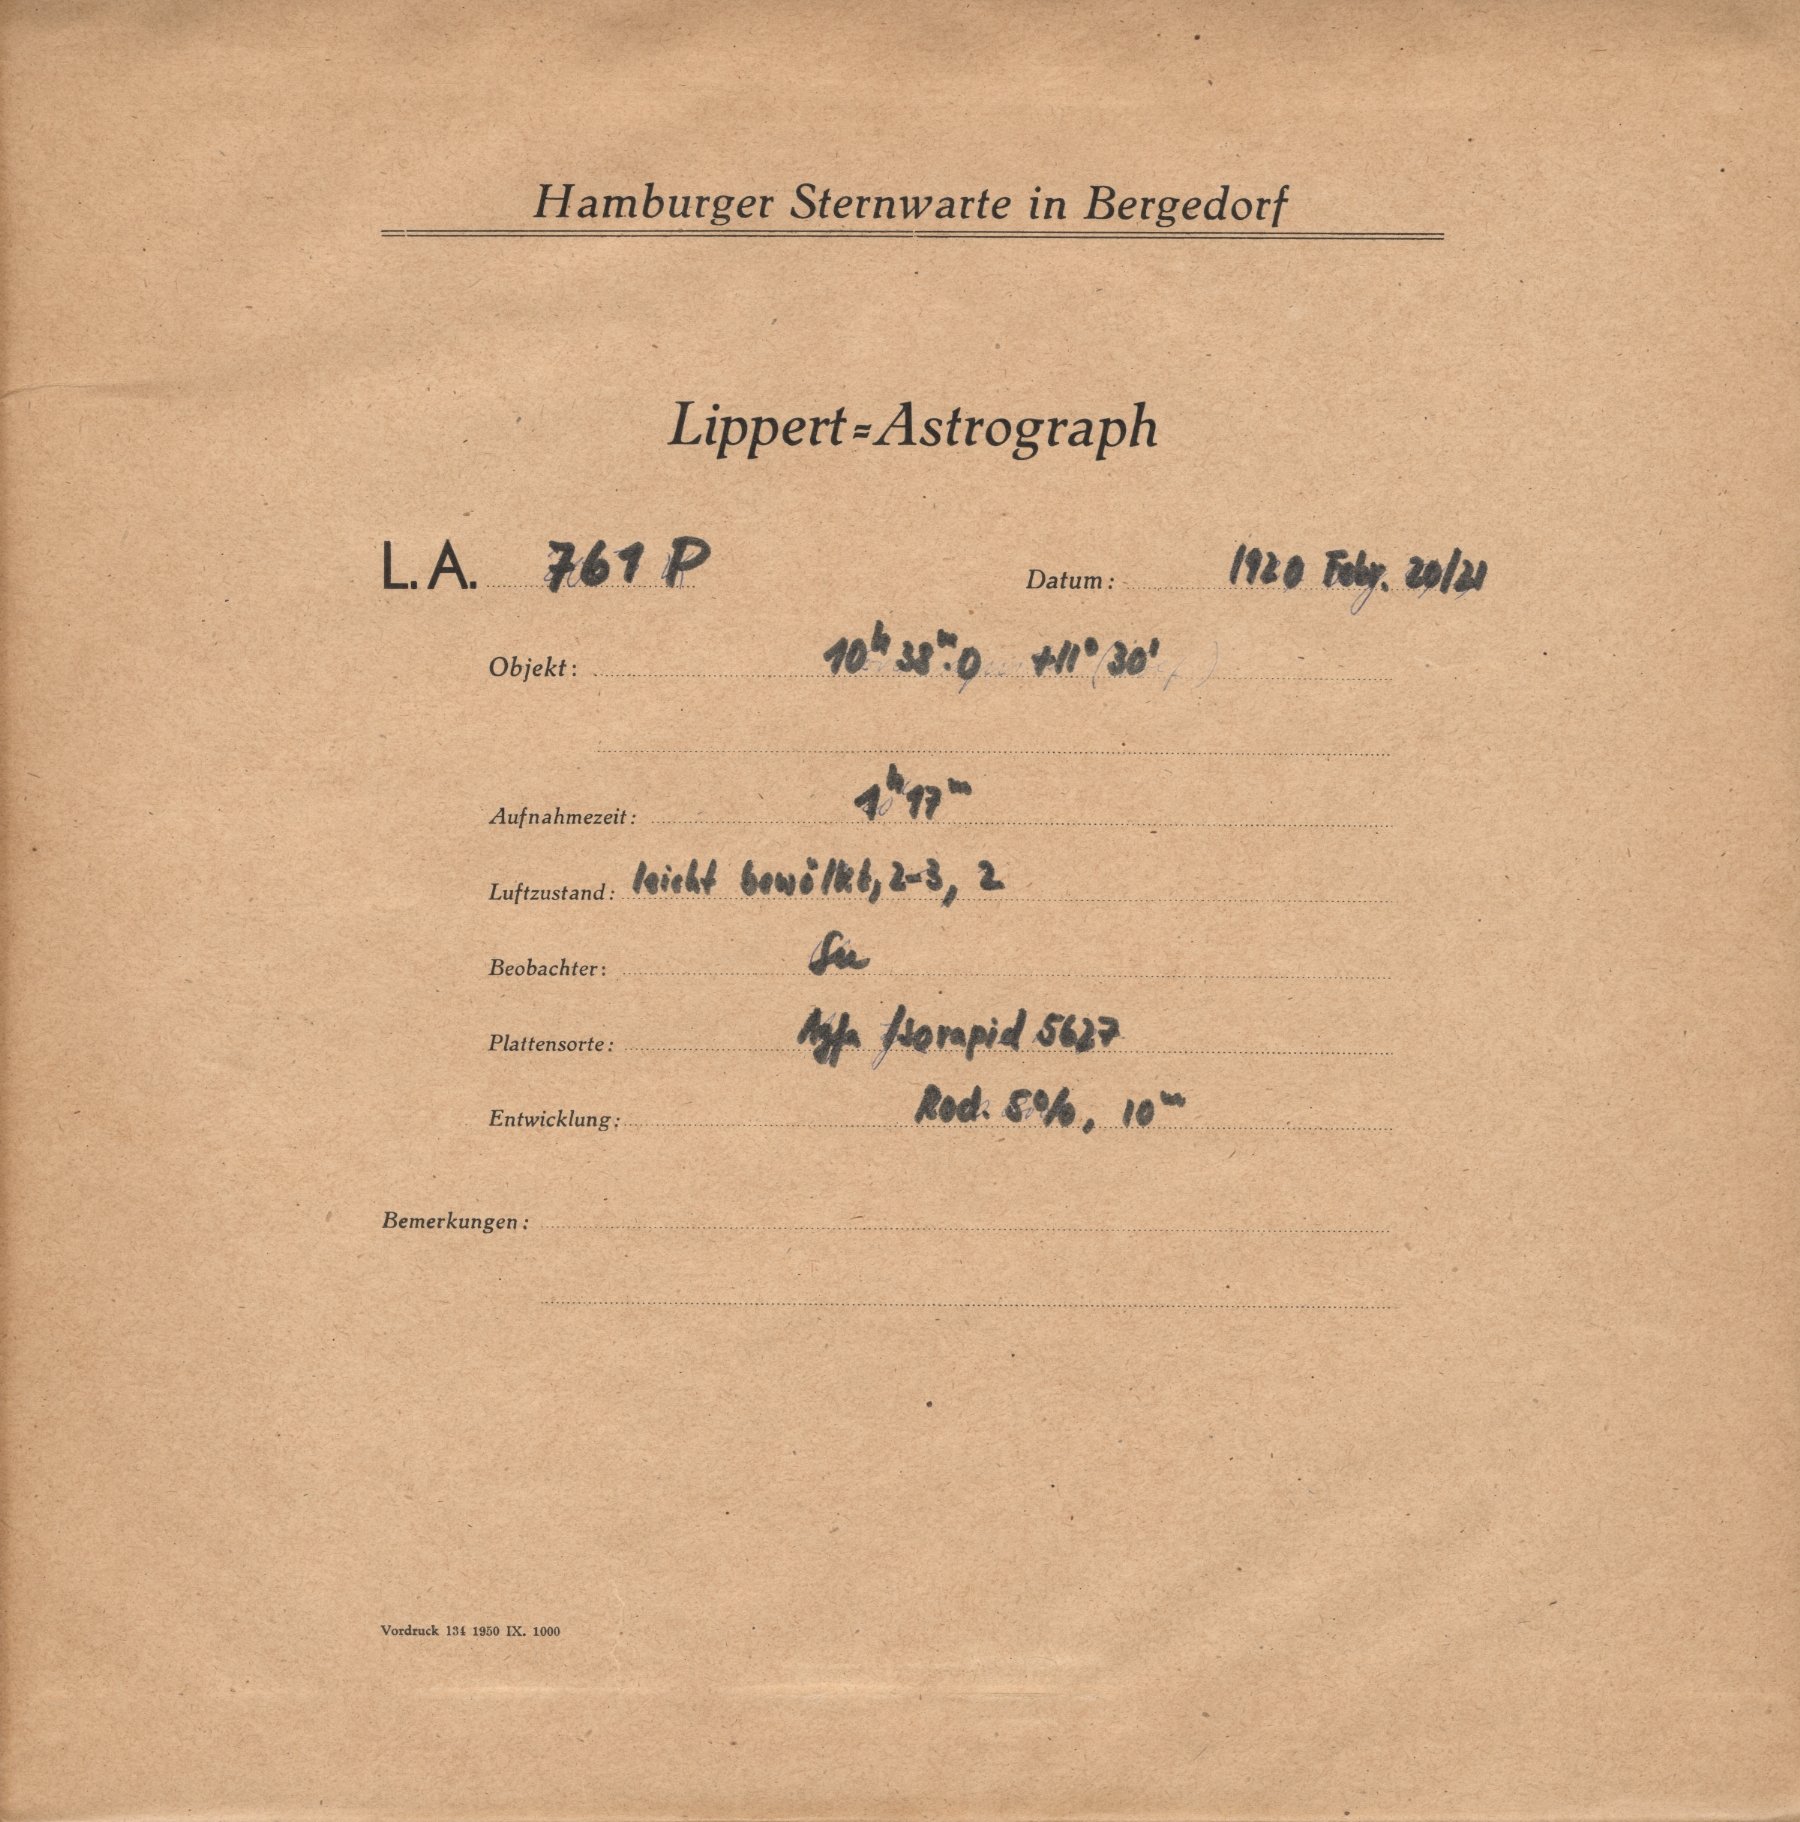 Hamburger Sternwarte in Bergedorf
Lippert=Astrograph
L. A. 761 P Datum: 1920 Feby. 20/21
Objekt: 10ʰ 38ᵐ.0 +11° 30'
Aufnahmezeit: 1ʰ 17ᵐ
Luftzustand: leicht bewölkt, 2-3, 2
Beobachter:
Plattensorte: Agfa Isorapid 5627
Entwicklung: Rod. 5%, 10ᵐ
Bemerkungen:
Vordruck 134 1950 IX. 1000